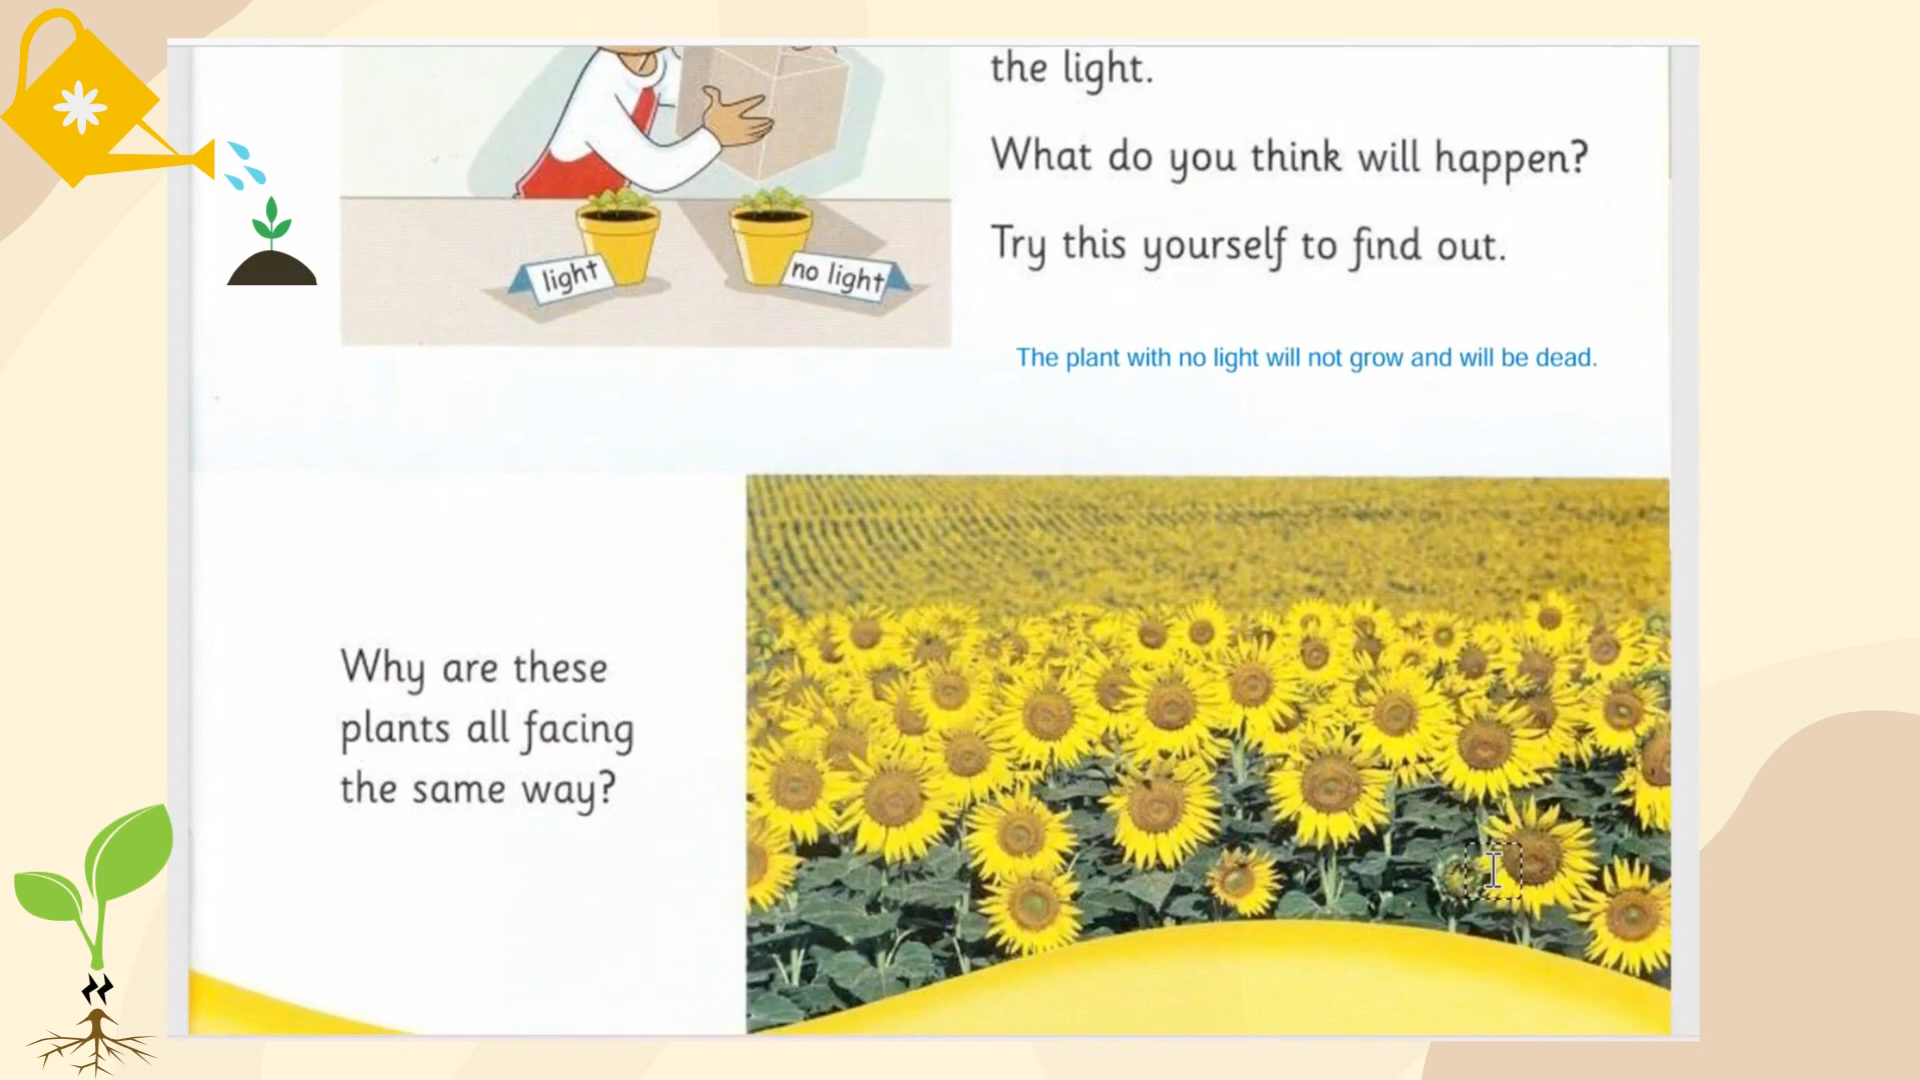 the light.
What do you think will happen?
Try this yourself to find out.
light
no light
The plant with no light will not grow and will be dead.
Why are these
plants all facing
the same way?